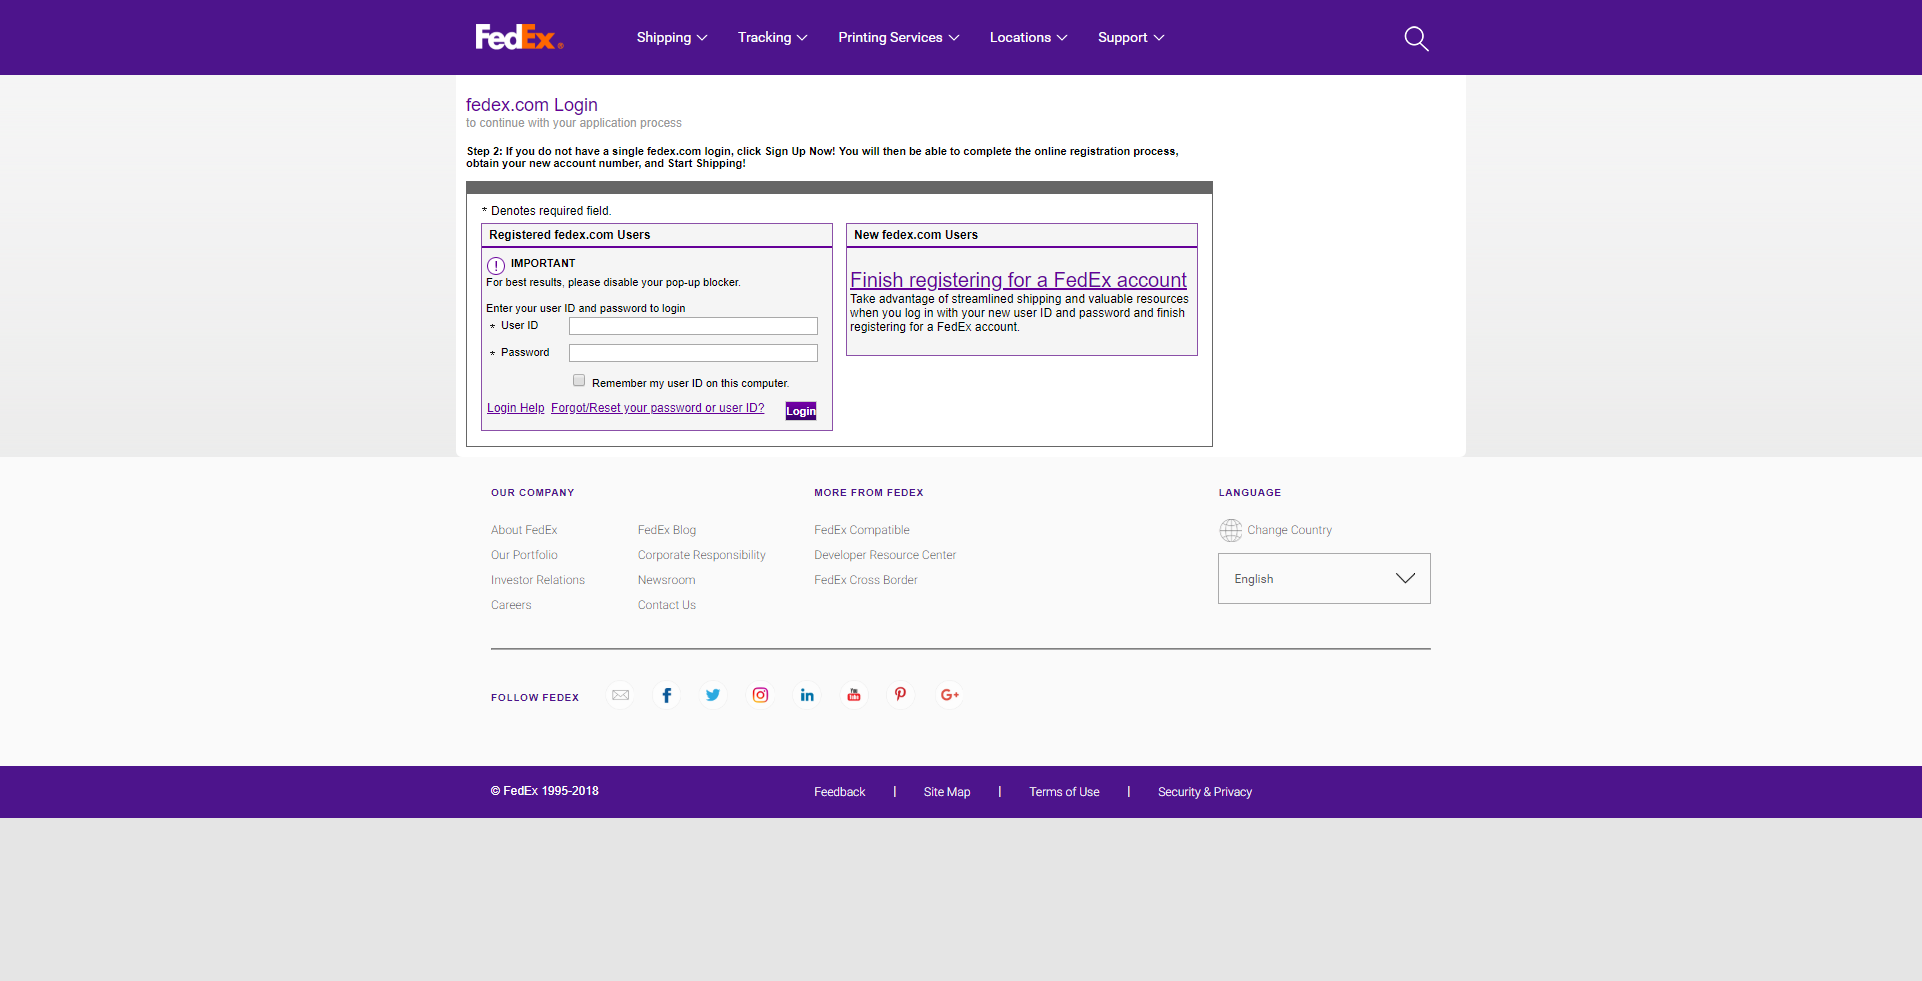 FedEx®
Shipping
Tracking
Printing Services
Locations
Support
fedex.com Login
to continue with your application process
Step 2: If you do not have a single fedex.com login, click Sign Up Now! You will then be able to complete the online registration process,
obtain your new account number, and Start Shipping!
* Denotes required field.
Registered fedex.com Users
! IMPORTANT
For best results, please disable your pop-up blocker.
Enter your user ID and password to login
* User ID
* Password
Remember my user ID on this computer.
Login Help Forgot/Reset your password or user ID? Login
New fedex.com Users
Finish registering for a FedEx account
Take advantage of streamlined shipping and valuable resources
when you log in with your new user ID and password and finish
registering for a FedEx account.
OUR COMPANY
About FedEx
Our Portfolio
Investor Relations
Careers
FedEx Blog
Corporate Responsibility
Newsroom
Contact Us
MORE FROM FEDEX
FedEx Compatible
Developer Resource Center
FedEx Cross Border
LANGUAGE
Change Country
English
FOLLOW FEDEX
© FedEx 1995-2018
Feedback | Site Map | Terms of Use | Security & Privacy